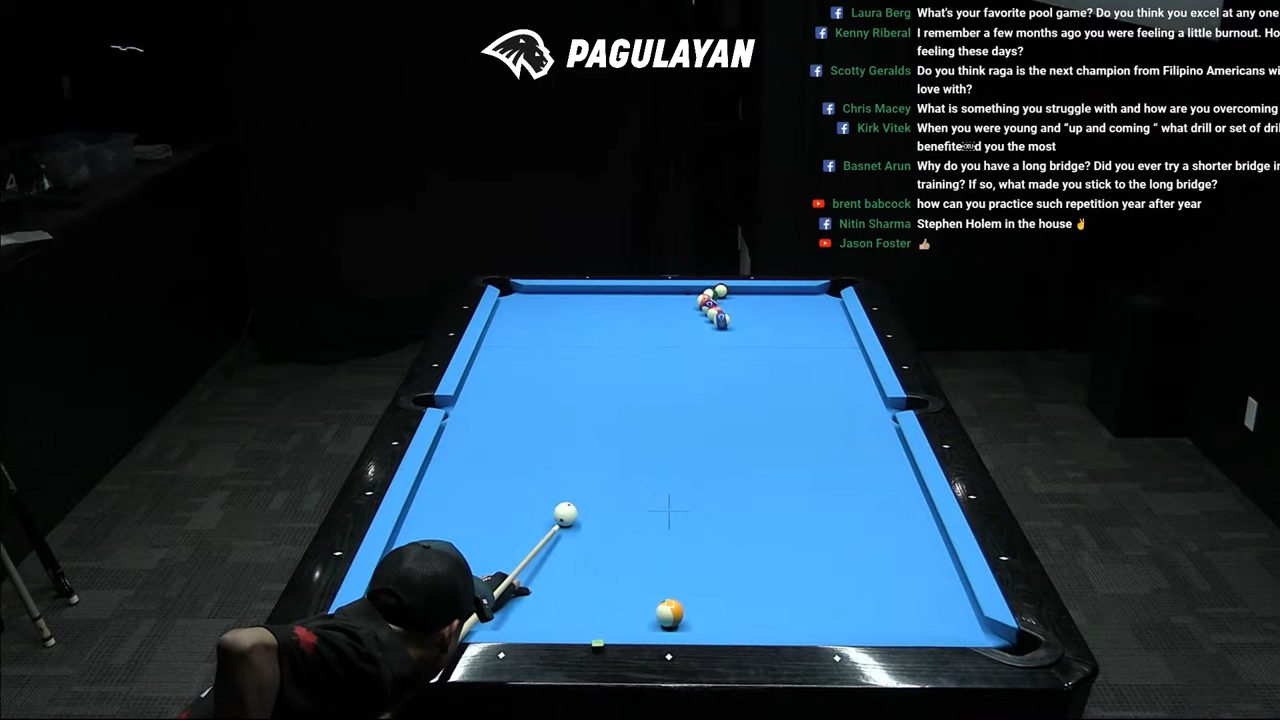 PAGULAYAN
Laura Berg What's your favorite pool game? Do you think you excel at any one
Kenny Riberal I remember a few months ago you were feeling a little burnout. Ho
feeling these days?
Scotty Geralds Do you think raga is the next champion from Filipino Americans wi
love with?
Chris Macey What is something you struggle with and how are you overcoming
Kirk Vitek When you were young and “up and coming ” what drill or set of dril
benefite￼d you the most
Basnet Arun Why do you have a long bridge? Did you ever try a shorter bridge in
training? If so, what made you stick to the long bridge?
brent babcock how can you practice such repetition year after year
Nitin Sharma Stephen Holem in the house ✌️
Jason Foster 👍🏼